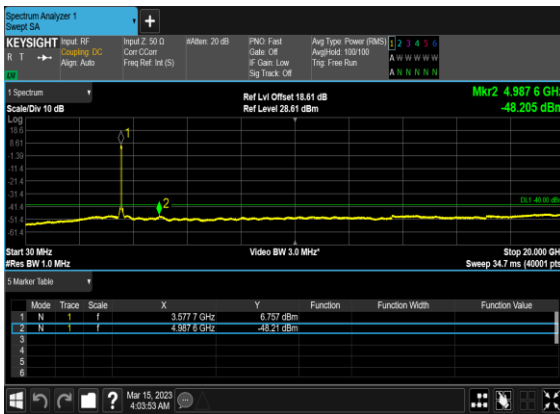 Spectrum Analyzer 1
Swept SA
KEYSIGHT Input: RF Input Z: 50 Ω #Atten: 20 dB PNO: Fast Avg Type: Power (RMS) 1 2 3 4 5 6
R T Coupling: DC Corr CCorr Gate: Off Avg|Hold: 100/100 A W W W W W
Align: Auto Freq Ref: Int (S) IF Gain: Low Trig: Free Run
Sig Track: Off A N N N N N
LV
1 Spectrum Ref Lvl Offset 18.61 dB Mkr2 4.987 6 GHz
Scale/Div 10 dB Ref Level 28.61 dBm -48.205 dBm
Log
18.6
8.61
-1.39
-11.4
-21.4
-31.4
-41.4
-51.4
-61.4
1
2
DL1 -40.00 dBm
Start 30 MHz Video BW 3.0 MHz* Stop 20.000 GHz
#Res BW 1.0 MHz Sweep 34.7 ms (40001 pts)
5 Marker Table
Mode Trace Scale X Y Function Function Width Function Value
1 N 1 f 3.577 7 GHz 6.757 dBm
2 N 1 f 4.987 6 GHz -48.21 dBm
3
4
5
6
? Mar 15, 2023
4:03:53 AM